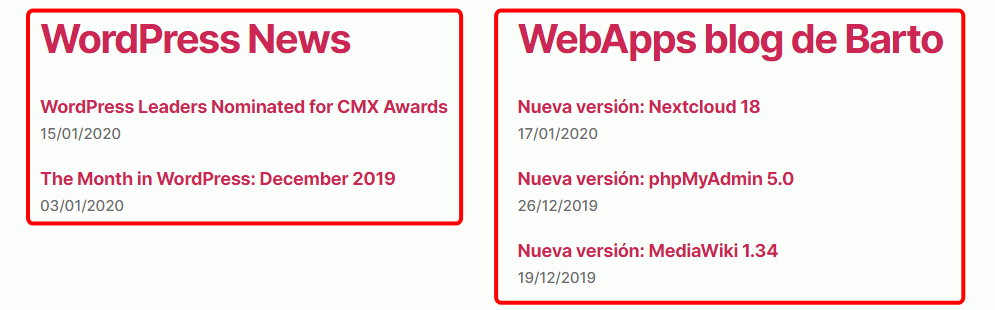 WordPress News
WordPress Leaders Nominated for CMX Awards
15/01/2020
The Month in WordPress: December 2019
03/01/2020
WebApps blog de Barto
Nueva versión: Nextcloud 18
17/01/2020
Nueva versión: phpMyAdmin 5.0
26/12/2019
Nueva versión: MediaWiki 1.34
19/12/2019